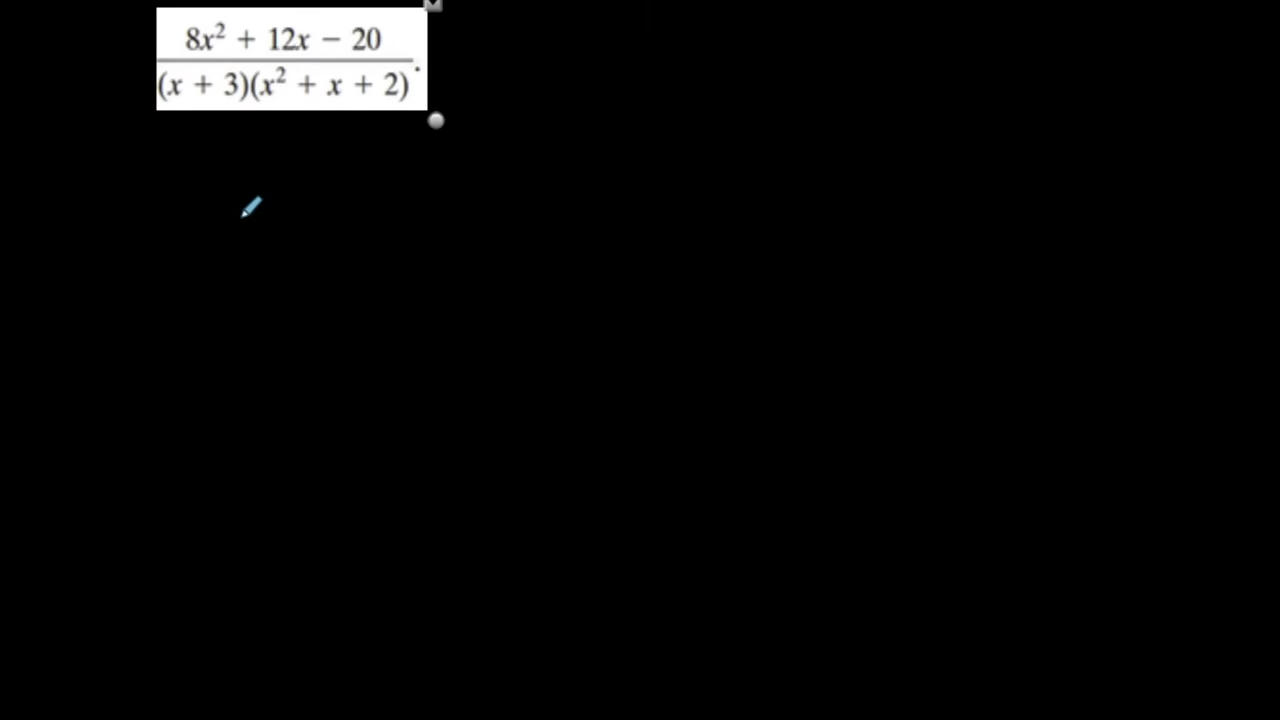 8x² + 12x − 20
(x + 3)(x² + x + 2).